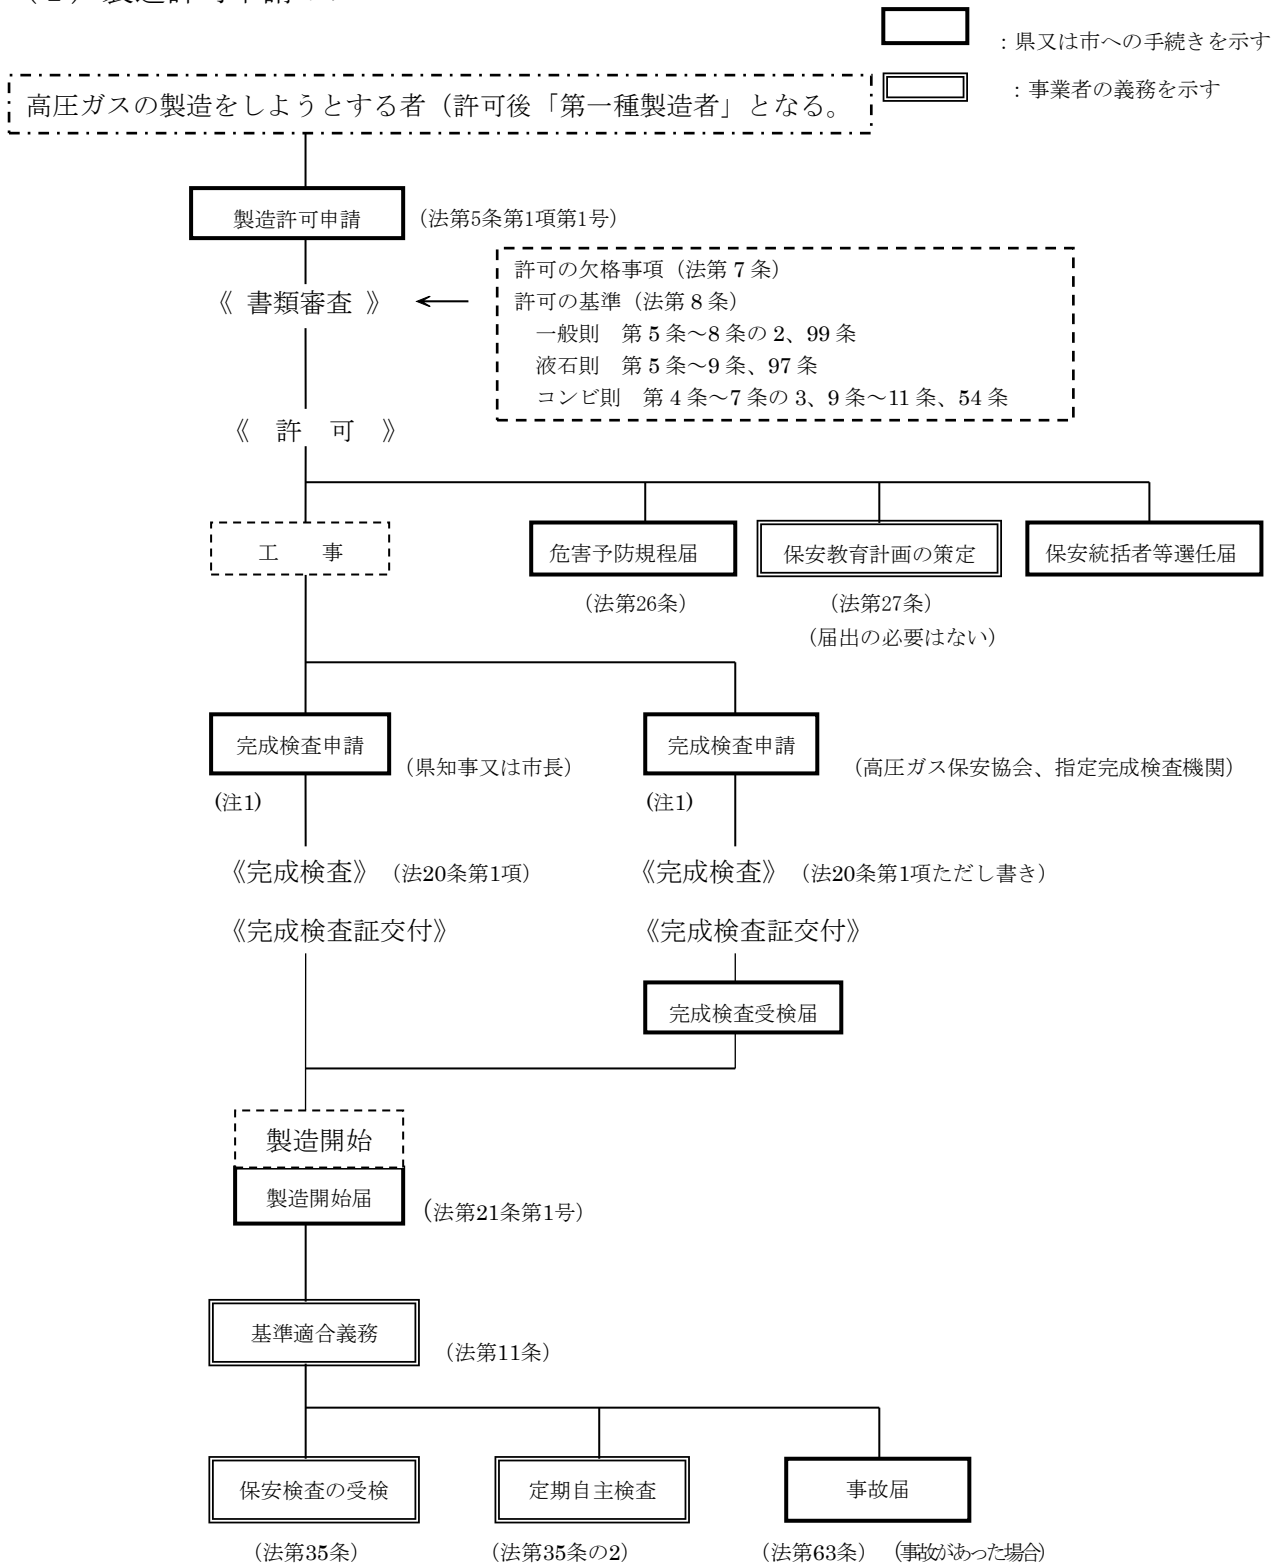 ：県又は市への手続きを示す
：事業者の義務を示す
高圧ガスの製造をしようとする者（許可後「第一種製造者」となる。
製造許可申請 （法第5条第1項第1号）
許可の欠格事項（法第７条）
《 書類審査 》 許可の基準（法第８条）
一般則　第５条～８条の２、99 条
液石則　第５条～９条、97 条
コンビ則　第４条～７条の３、９条～11 条、54 条
《　許　可　》
工　　事 危害予防規程届 保安教育計画の策定 保安統括者等選任届
（法第26条） （法第27条）
（届出の必要はない）
完成検査申請 （県知事又は市長） 完成検査申請 （高圧ガス保安協会、指定完成検査機関）
(注1) (注1)
《完成検査》（法20条第1項） 《完成検査》（法20条第1項ただし書き）
《完成検査証交付》 《完成検査証交付》
完成検査受検届
製造開始
製造開始届 （法第21条第1号）
基準適合義務 （法第11条）
保安検査の受検 定期自主検査 事故届
（法第35条） （法第35条の2） （法第63条） （事故があった場合）